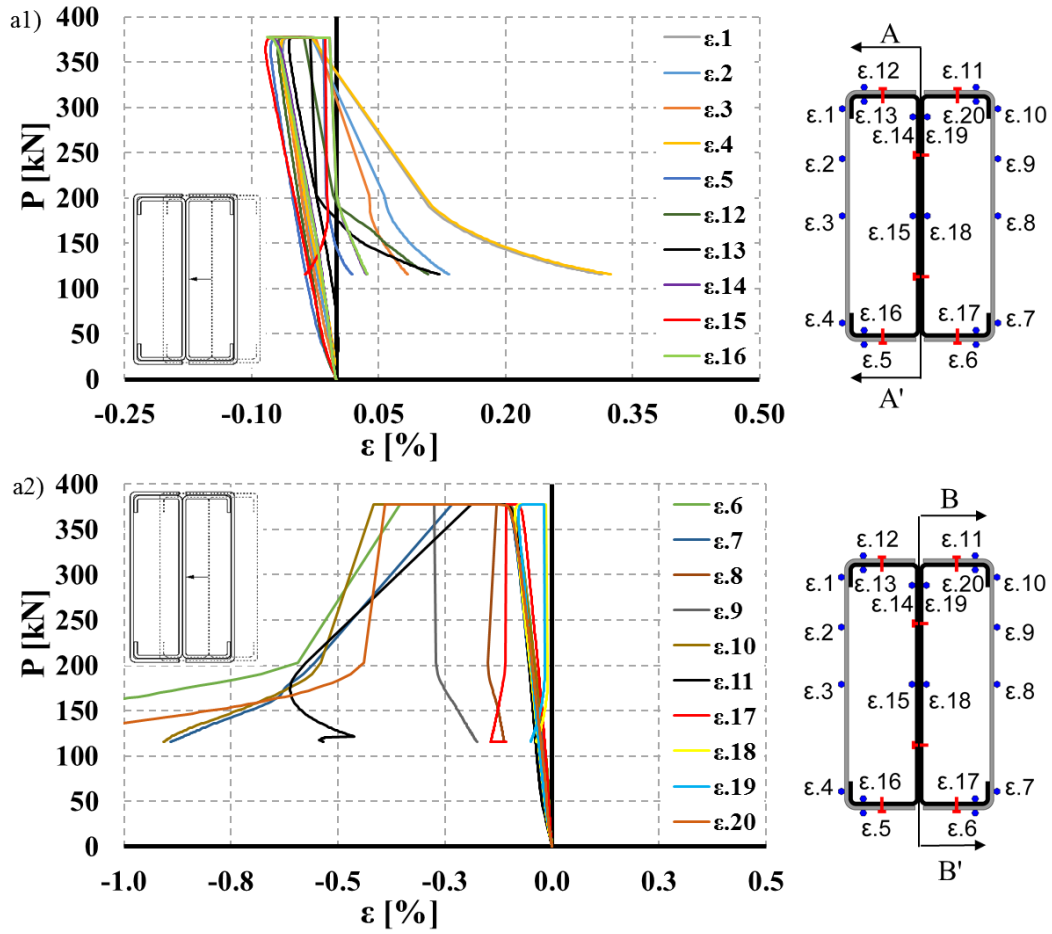 a1)
P [kN]
400
350
300
250
200
150
100
50
0
-0.25
-0.10
0.05
0.20
0.35
0.50
ε [%]
ε.1
ε.2
ε.3
ε.4
ε.5
ε.12
ε.13
ε.14
ε.15
ε.16
A
ε.12 ε.11
ε.1 ε.13 ε.20 ε.10
ε.14 ε.19
ε.2 ε.9
ε.3 ε.15 ε.18 ε.8
ε.16 ε.17
ε.4 ε.7
ε.5 ε.6
A'
a2)
P [kN]
400
350
300
250
200
150
100
50
0
-1.0
-0.5
-0.3
0.0
0.3
0.5
ε [%]
ε.6
ε.7
ε.8
ε.9
ε.10
ε.11
ε.17
ε.18
ε.19
ε.20
B
ε.12 ε.11
ε.1 ε.13 ε.20 ε.10
ε.14 ε.19
ε.2 ε.9
ε.3 ε.15 ε.18 ε.8
ε.16 ε.17
ε.4 ε.7
ε.5 ε.6
B'